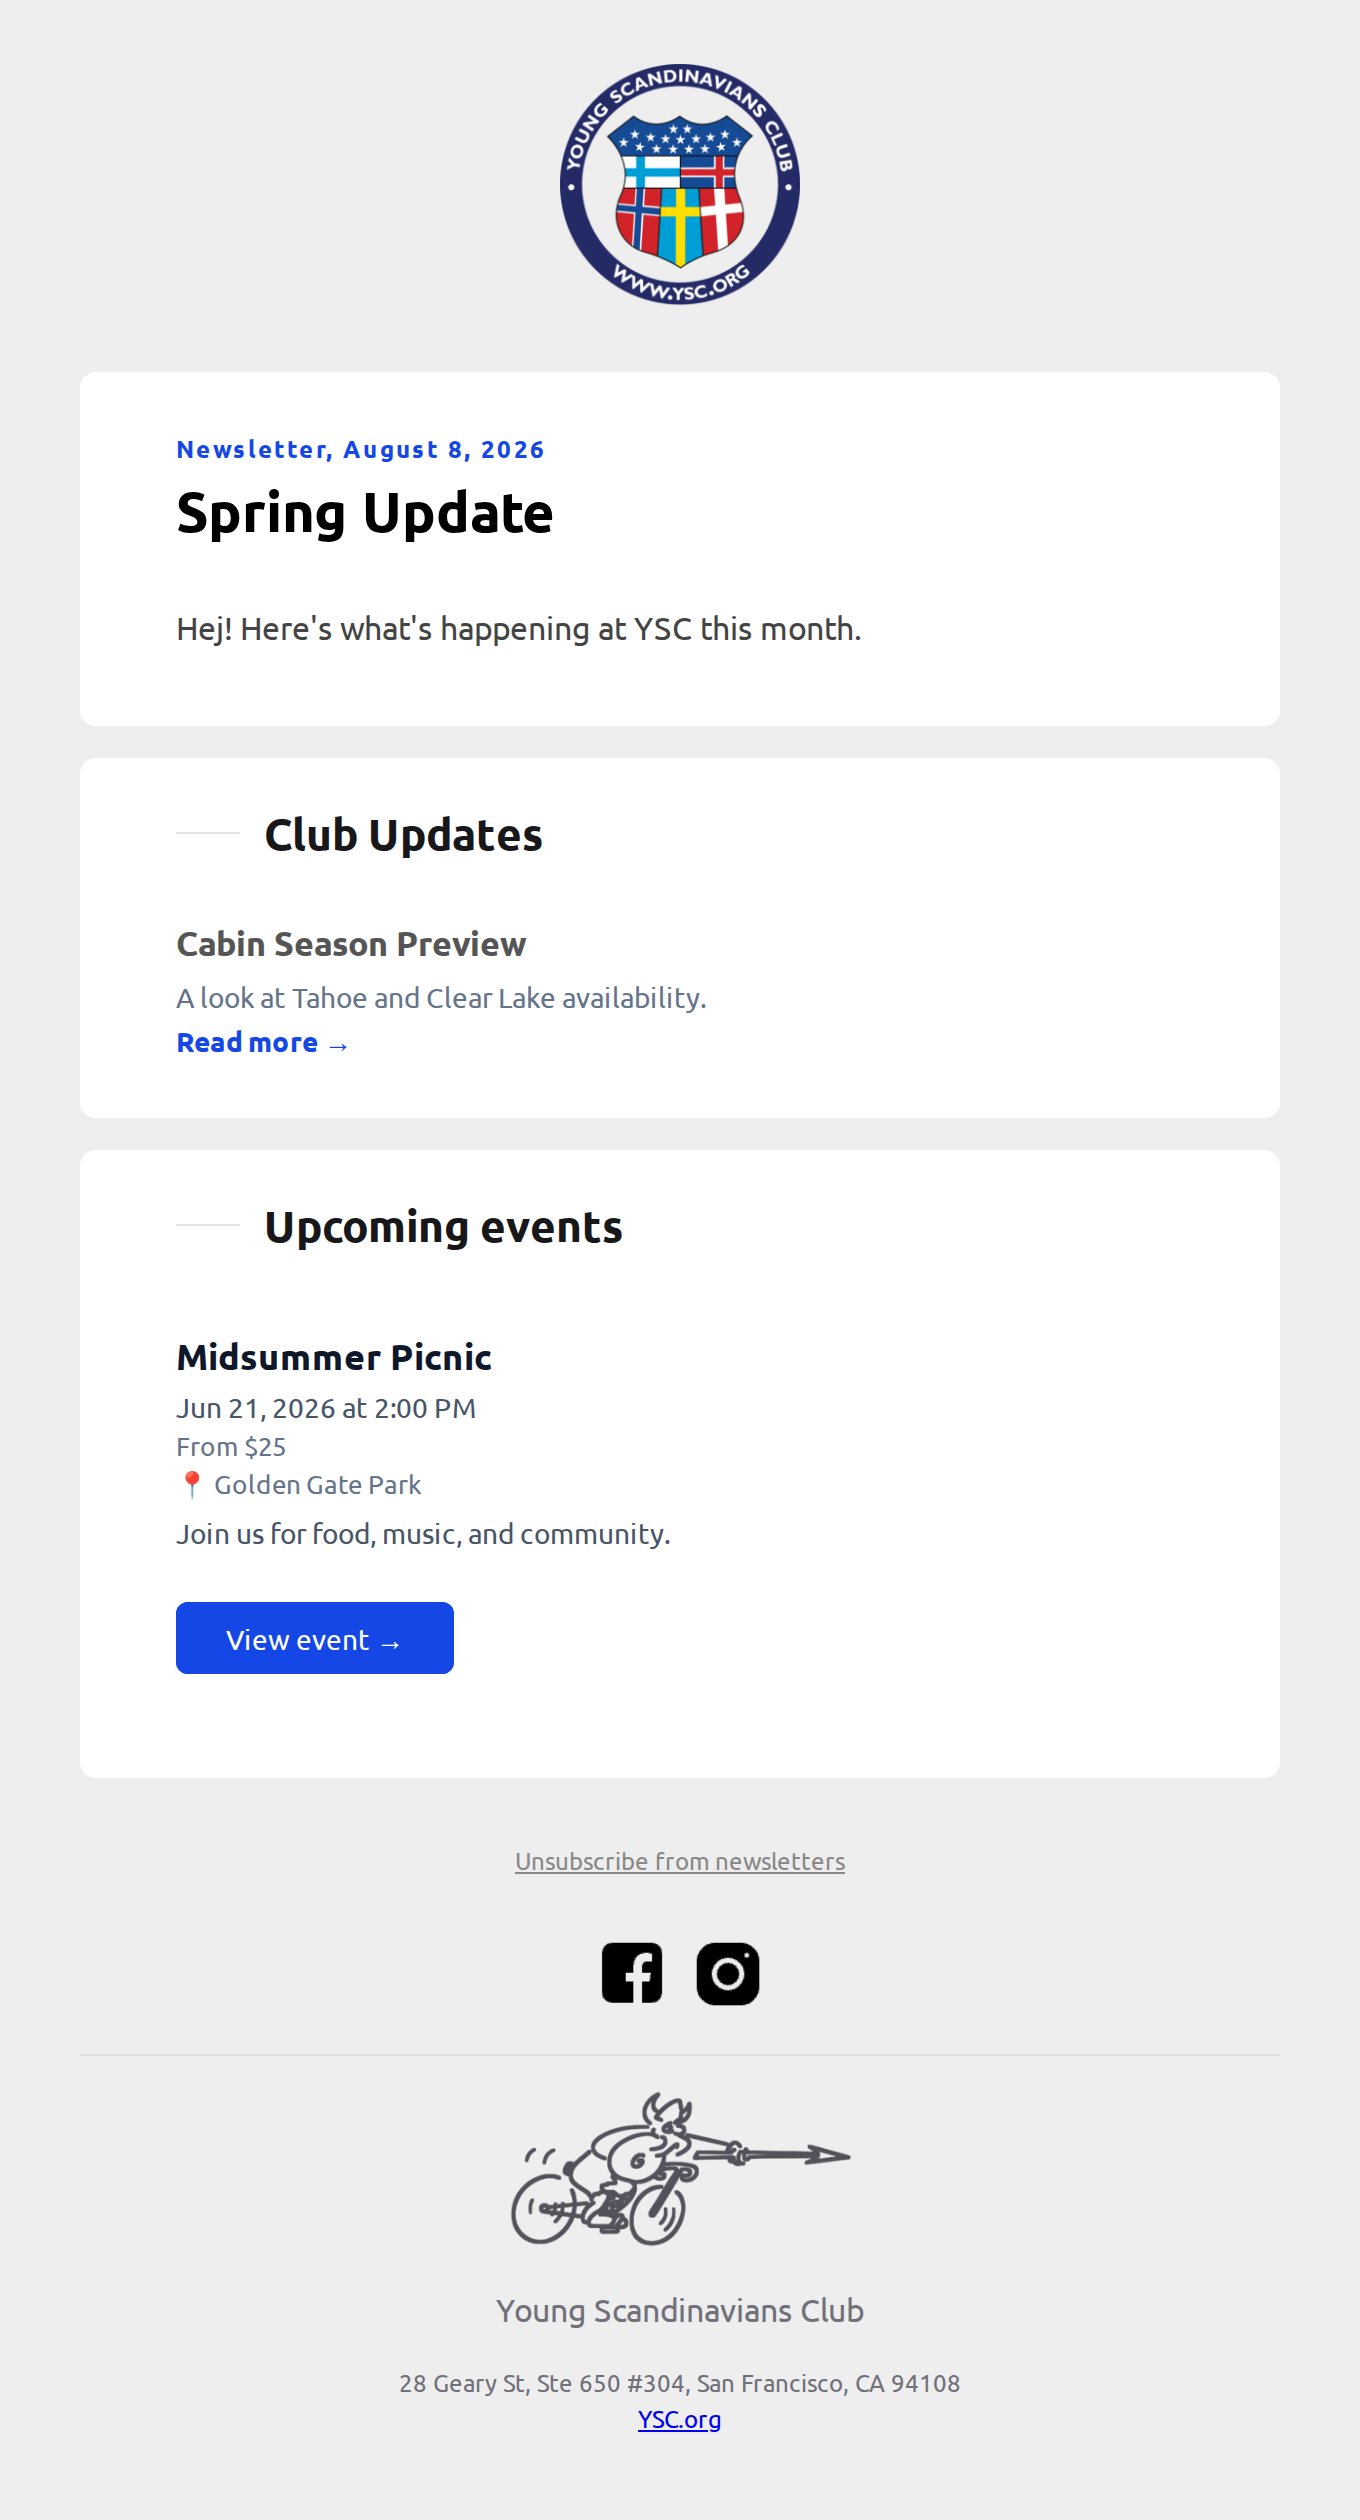 YOUNG SCANDINAVIANS CLUB
WWW.YSC.ORG
Newsletter, August 8, 2026
Spring Update
Hej! Here's what's happening at YSC this month.
Club Updates
Cabin Season Preview
A look at Tahoe and Clear Lake availability.
Read more →
Upcoming events
Midsummer Picnic
Jun 21, 2026 at 2:00 PM
From $25
📍 Golden Gate Park
Join us for food, music, and community.
View event →
Unsubscribe from newsletters
G
Young Scandinavians Club
28 Geary St, Ste 650 #304, San Francisco, CA 94108
YSC.org